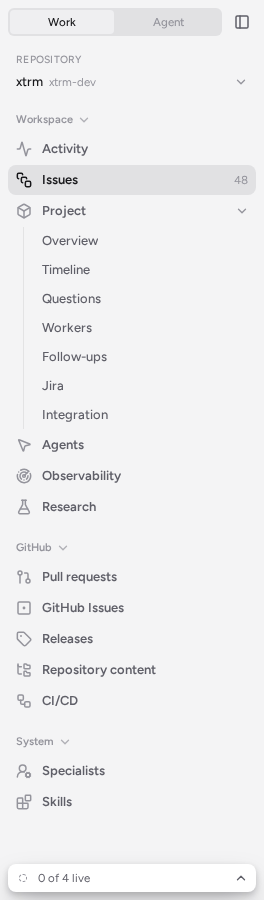 Work Agent
REPOSITORY
xtrm xtrm-dev
Workspace
Activity
Issues 48
Project
Overview
Timeline
Questions
Workers
Follow-ups
Jira
Integration
Agents
Observability
Research
GitHub
Pull requests
GitHub Issues
Releases
Repository content
CI/CD
System
Specialists
Skills
0 of 4 live